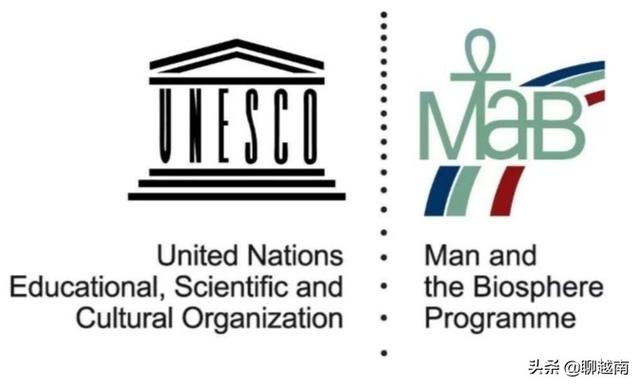 UNESCO
United Nations
Educational, Scientific and
Cultural Organization
MaB
Man and
the Biosphere
Programme
头条 @聊越南